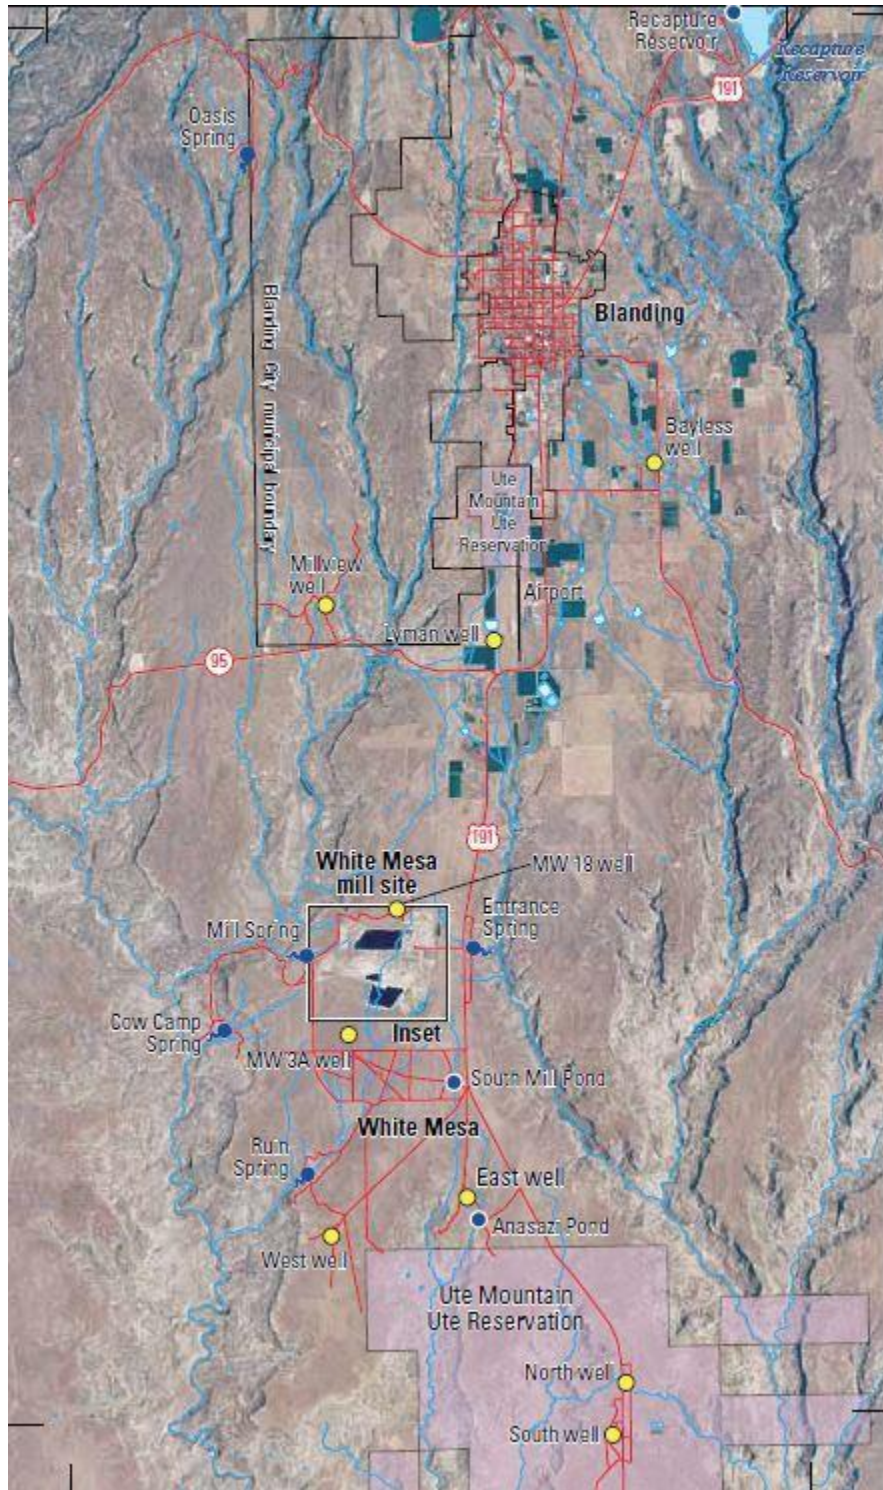 Recapture
Reservoir
Recapture
Reservoir
191
Oasis
Spring
Blanding
Blanding City municipal boundary
Bayless
well
Ute
Mountain
Ute
Reservation
Millview
well
Airport
Lyman well
95
191
White Mesa
mill site
MW 18 well
Mill Spring
Entrance
Spring
Cow Camp
Spring
Inset
MW 3A well
South Mill Pond
White Mesa
Ruin
Spring
East well
Anasazi Pond
West well
Ute Mountain
Ute Reservation
North well
South well